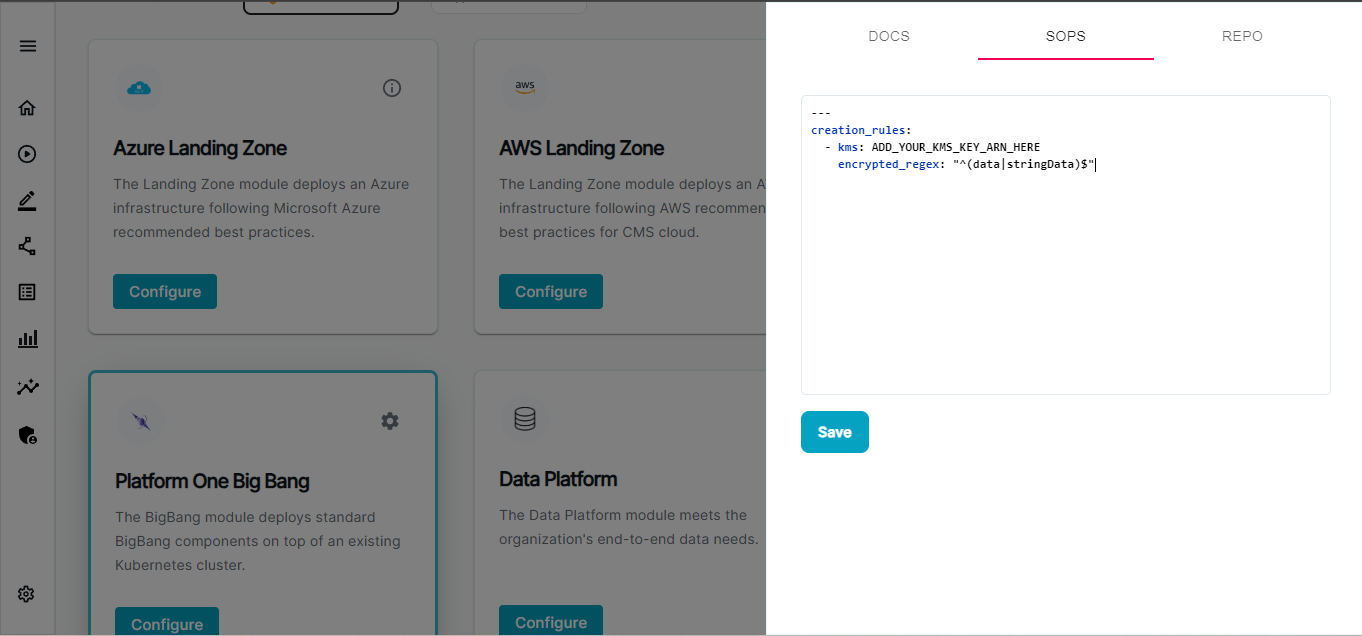 DOCS
SOPS
REPO
aws
Azure Landing Zone
The Landing Zone module deploys an Azure
infrastructure following Microsoft Azure
recommended best practices.
Configure
AWS Landing Zone
The Landing Zone module deploys an A
infrastructure following AWS recommen
best practices for CMS cloud.
Configure
Platform One Big Bang
The BigBang module deploys standard
BigBang components on top of an existing
Kubernetes cluster.
Configure
Data Platform
The Data Platform module meets the
organization's end-to-end data needs.
Configure
---
creation_rules:
- kms: ADD_YOUR_KMS_KEY_ARN_HERE
encrypted_regex: "^(data|stringData)$"
Save